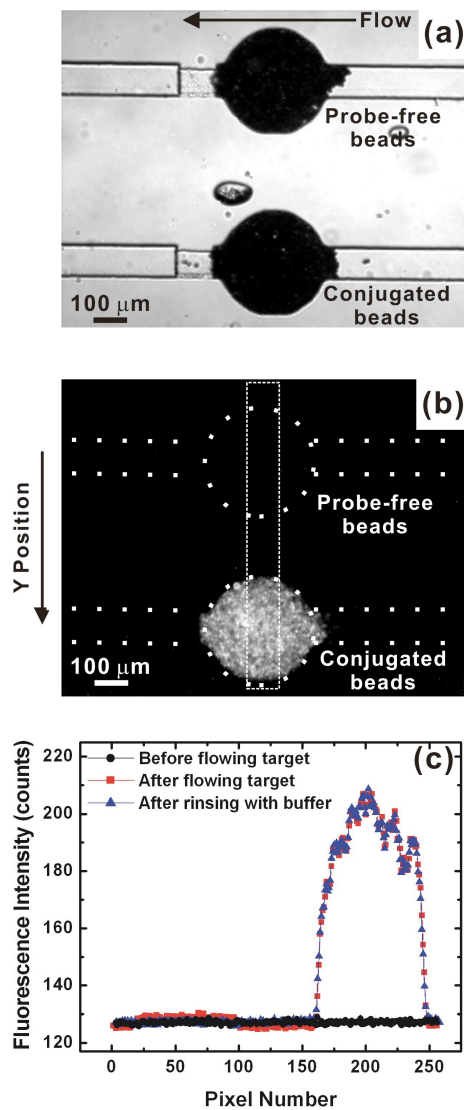 Flow
(a)
Probe-free
beads
Conjugated
beads
100 μm
(b)
Y Position
Probe-free
beads
Conjugated
beads
100 μm
(c)
Before flowing target
After flowing target
After rinsing with buffer
Fluorescence Intensity (counts)
220
200
180
160
140
120
0 50 100 150 200 250
Pixel Number